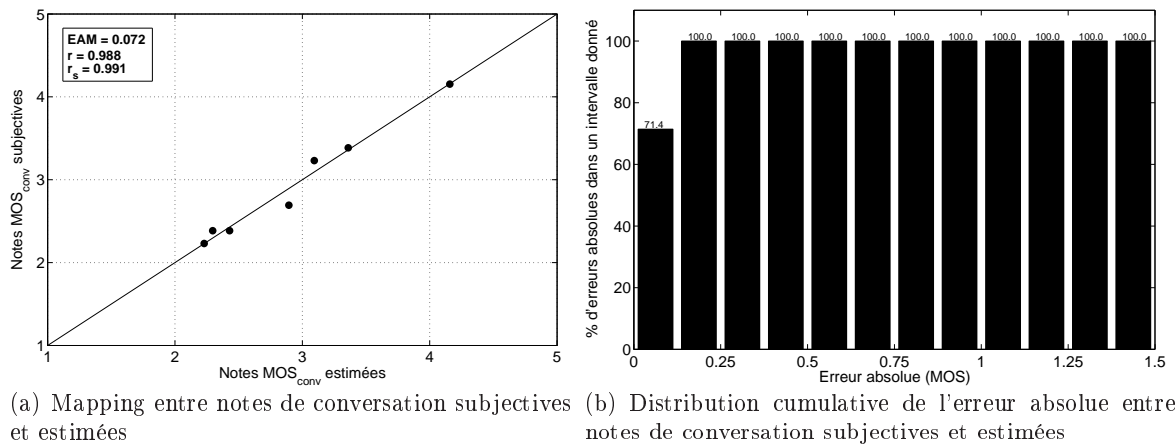 EAM = 0.072
r = 0.988
r_s = 0.991
5
4
3
2
1
1 2 3 4 5
Notes MOS_conv subjectives
Notes MOS_conv estimées
(a) Mapping entre notes de conversation subjectives
et estimées
% d'erreurs absolues dans un intervalle donné
100
80
60
40
20
0
71.4 100.0 100.0 100.0 100.0 100.0 100.0 100.0 100.0 100.0 100.0 100.0
0 0.25 0.5 0.75 1 1.25 1.5
Erreur absolue (MOS)
(b) Distribution cumulative de l'erreur absolue entre
notes de conversation subjectives et estimées